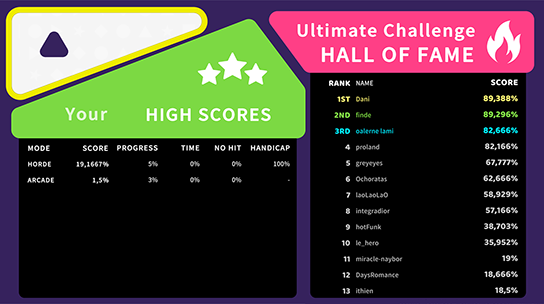 Your HIGH SCORES
MODE SCORE PROGRESS TIME NO HIT HANDICAP
HORDE 19,1667% 5% 0% 0% 100%
ARCADE 1,5% 3% 0% 0% -
Ultimate Challenge
HALL OF FAME
RANK NAME SCORE
1ST Dani 89,388%
2ND finde 89,296%
3RD oalerne lami 82,666%
4 proland 82,166%
5 greyeyes 67,777%
6 Ochoratas 62,666%
7 laoLaoLaO 58,929%
8 integradior 57,166%
9 hotFunk 38,703%
10 le_hero 35,952%
11 miracle-naybor 19%
12 DaysRomance 18,666%
13 ithien 18,5%